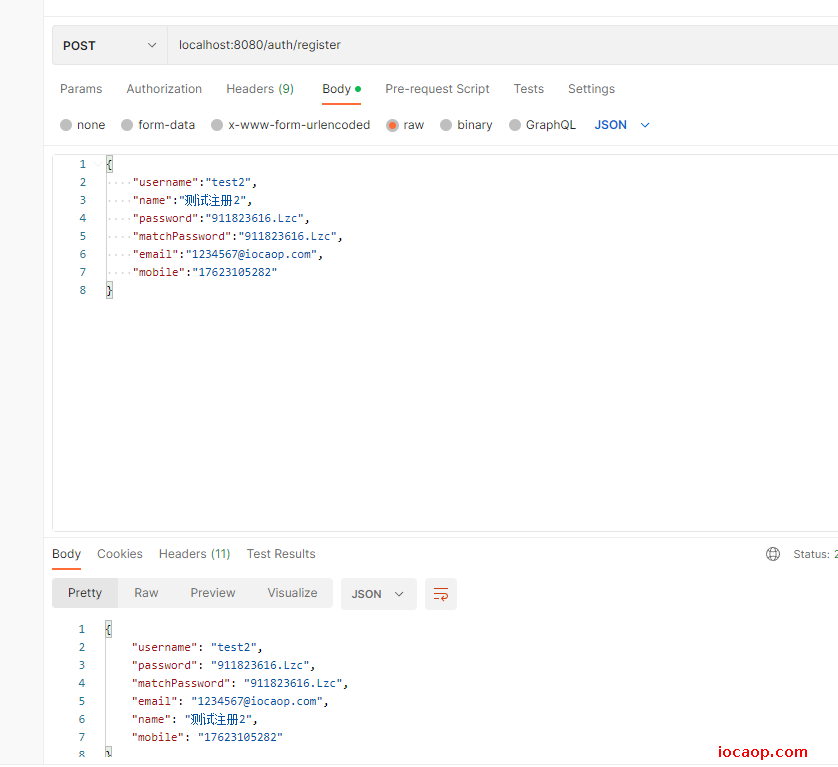 POST localhost:8080/auth/register
Params Authorization Headers (9) Body Pre-request Script Tests Settings
none form-data x-www-form-urlencoded raw binary GraphQL JSON
1 {
2 "username":"test2",
3 "name":"测试注册2",
4 "password":"911823616.Lzc",
5 "matchPassword":"911823616.Lzc",
6 "email":"1234567@iocaop.com",
7 "mobile":"17623105282"
8 }
Body Cookies Headers (11) Test Results Status: 2
Pretty Raw Preview Visualize JSON
1 {
2 "username": "test2",
3 "password": "911823616.Lzc",
4 "matchPassword": "911823616.Lzc",
5 "email": "1234567@iocaop.com",
6 "name": "测试注册2",
7 "mobile": "17623105282"
8 }
iocaop.com